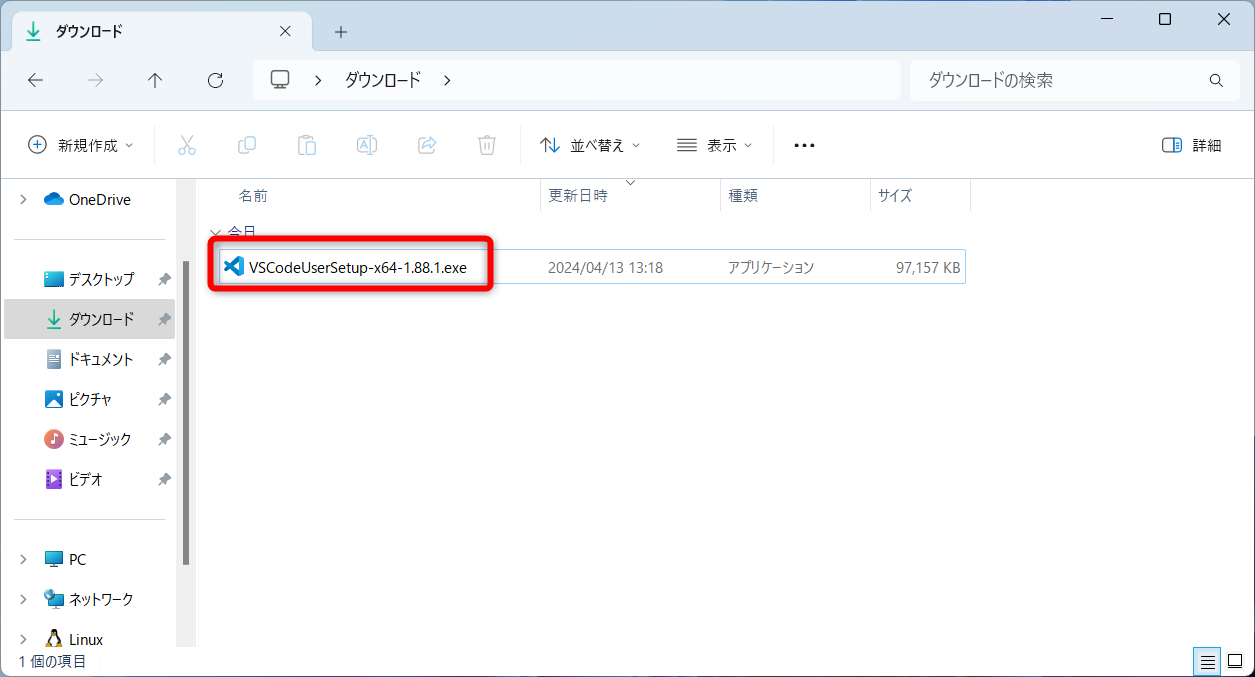 ダウンロード
ダウンロード
ダウンロードの検索
新規作成
並べ替え
表示
詳細
名前 更新日時 種類 サイズ
今日
VSCodeUserSetup-x64-1.88.1.exe 2024/04/13 13:18 アプリケーション 97,157 KB
OneDrive
デスクトップ
ダウンロード
ドキュメント
ピクチャ
ミュージック
ビデオ
PC
ネットワーク
Linux
1 個の項目